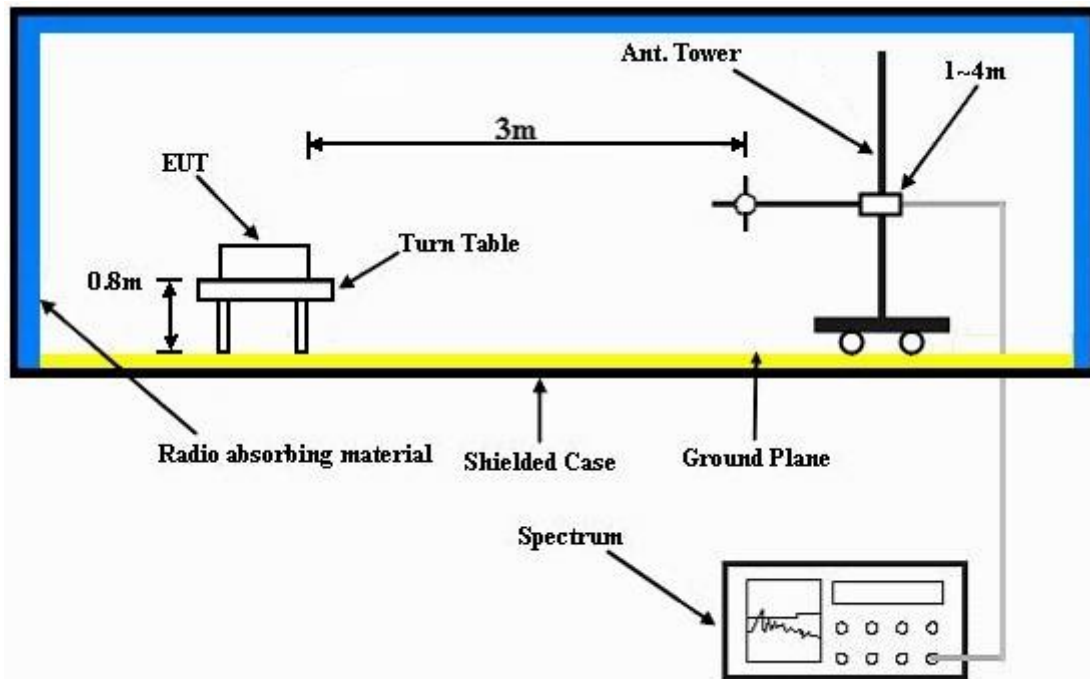 Ant. Tower
1~4m
3m
EUT
Turn Table
0.8m
Radio absorbing material
Shielded Case
Ground Plane
Spectrum